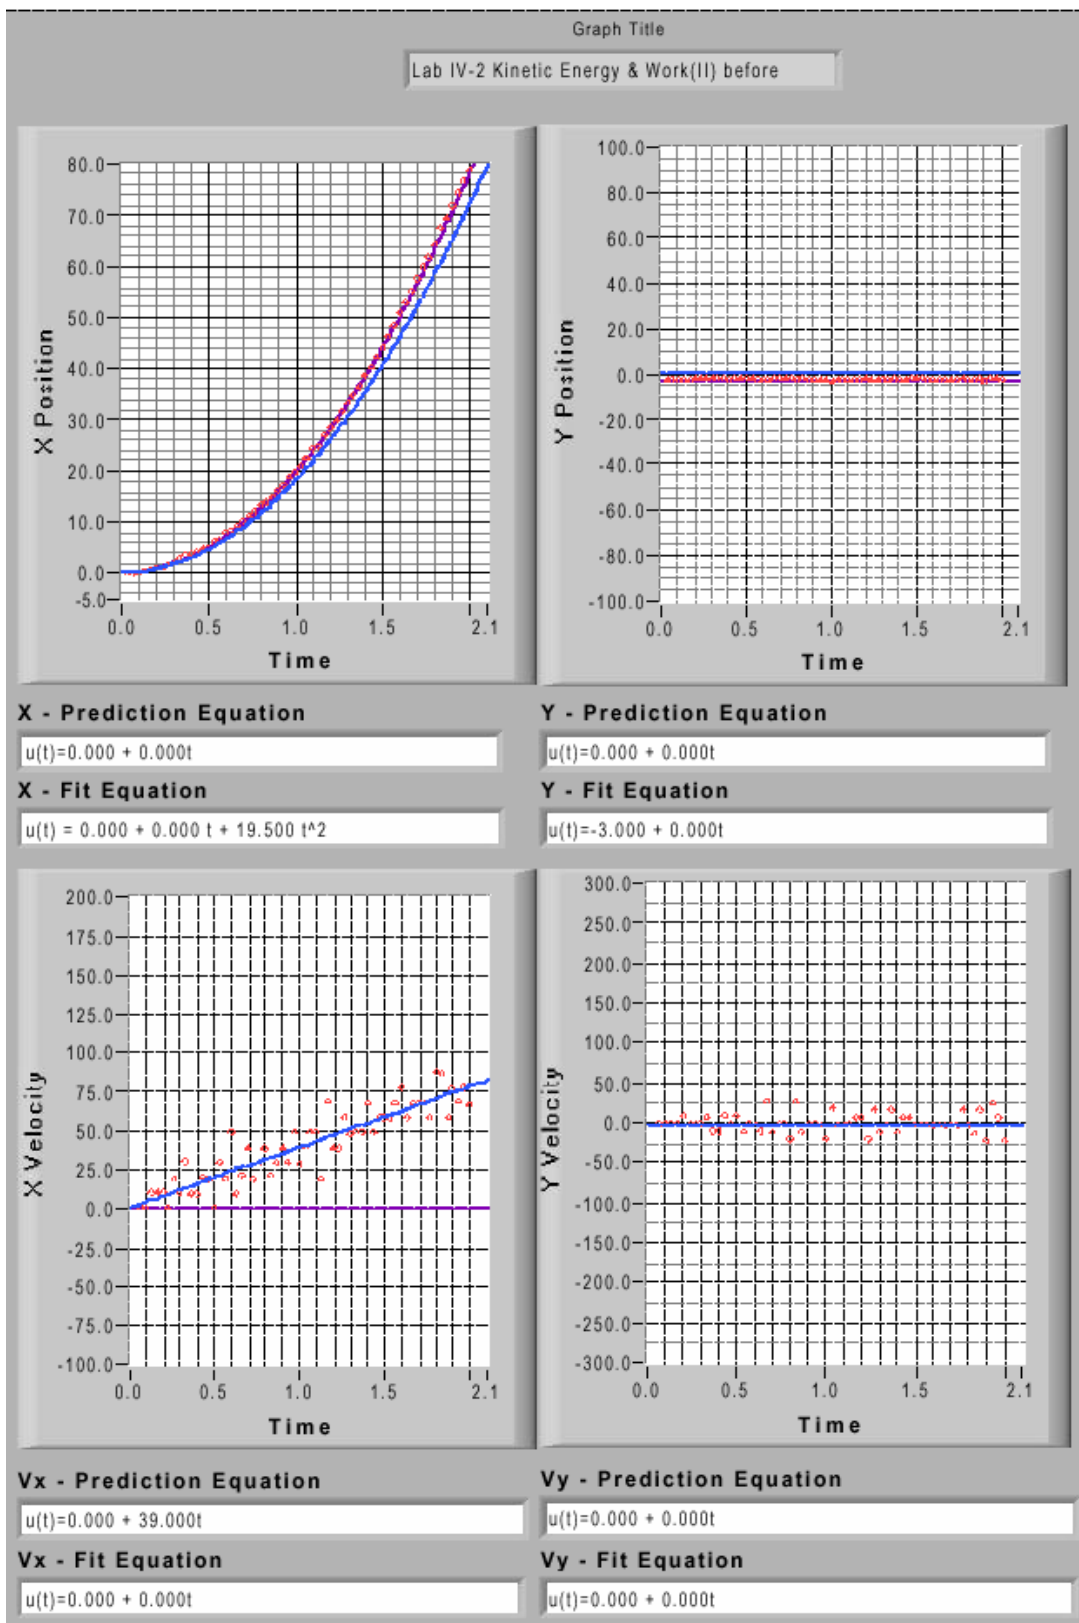 Graph Title
Lab IV-2 Kinetic Energy & Work(II) before
X Position
80.0
70.0
60.0
50.0
40.0
30.0
20.0
10.0
0.0
-5.0
0.0 0.5 1.0 1.5 2.1
Time
Y Position
100.0
80.0
60.0
40.0
20.0
0.0
-20.0
-40.0
-60.0
-80.0
-100.0
0.0 0.5 1.0 1.5 2.1
Time
X - Prediction Equation
u(t)=0.000 + 0.000t
Y - Prediction Equation
u(t)=0.000 + 0.000t
X - Fit Equation
u(t) = 0.000 + 0.000 t + 19.500 t^2
Y - Fit Equation
u(t)=-3.000 + 0.000t
X Velocity
200.0
175.0
150.0
125.0
100.0
75.0
50.0
25.0
0.0
-25.0
-50.0
-75.0
-100.0
0.0 0.5 1.0 1.5 2.1
Time
Y Velocity
300.0
250.0
200.0
150.0
100.0
50.0
0.0
-50.0
-100.0
-150.0
-200.0
-250.0
-300.0
0.0 0.5 1.0 1.5 2.1
Time
Vx - Prediction Equation
u(t)=0.000 + 39.000t
Vy - Prediction Equation
u(t)=0.000 + 0.000t
Vx - Fit Equation
u(t)=0.000 + 0.000t
Vy - Fit Equation
u(t)=0.000 + 0.000t